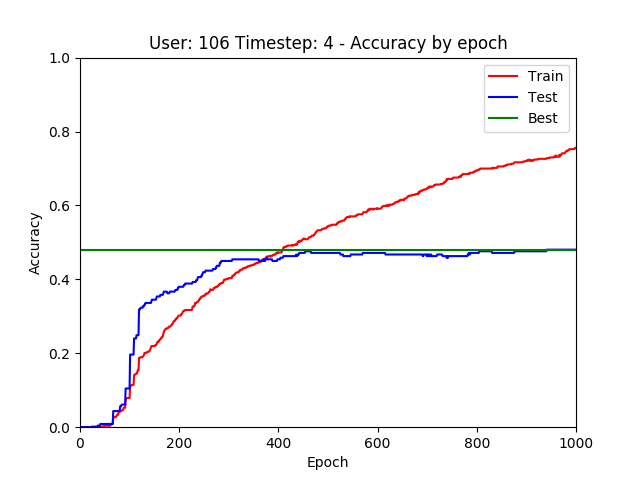 User: 106 Timestep: 4 - Accuracy by epoch
1.0
Train
Test
Best
0.8
0.6
Accuracy
0.4
0.2
0.0
0 200 400 600 800 1000
Epoch